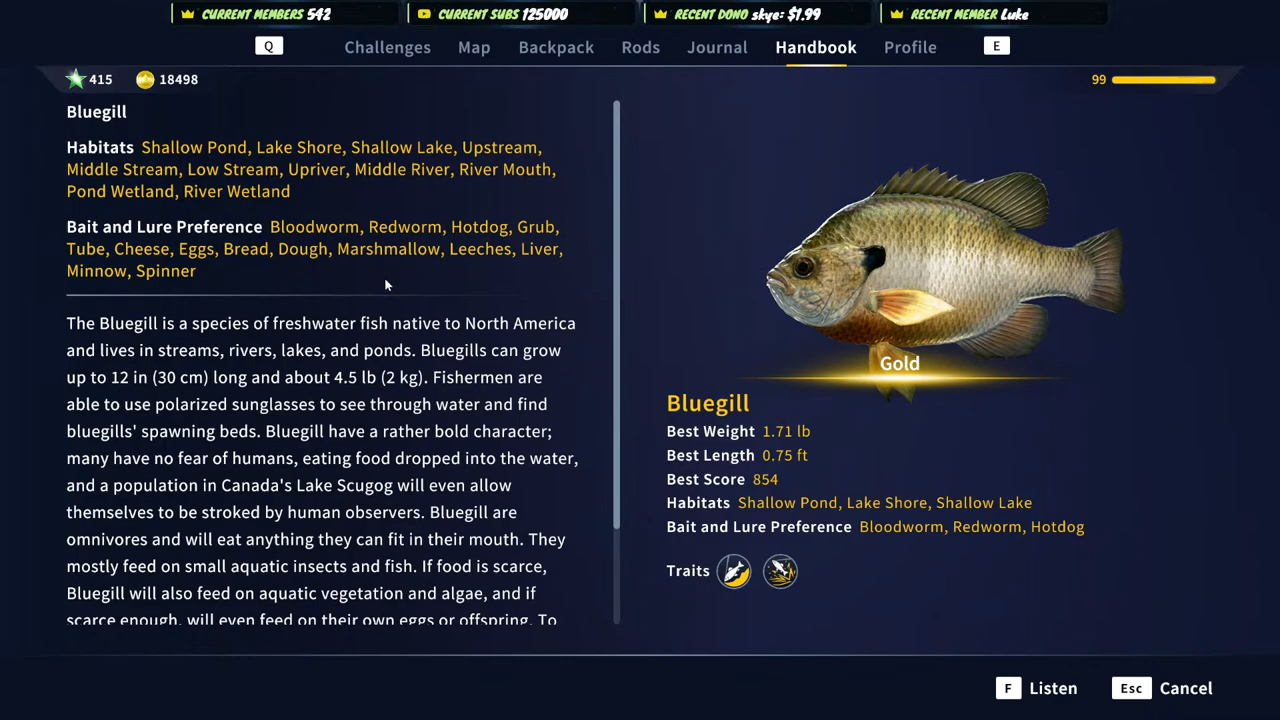 CURRENT MEMBERS 542
CURRENT SUBS 125000
RECENT DONO skye: $1.99
RECENT MEMBER Luke
Q Challenges Map Backpack Rods Journal Handbook Profile E
415 18498 99
Bluegill
Habitats Shallow Pond, Lake Shore, Shallow Lake, Upstream,
Middle Stream, Low Stream, Upriver, Middle River, River Mouth,
Pond Wetland, River Wetland
Bait and Lure Preference Bloodworm, Redworm, Hotdog, Grub,
Tube, Cheese, Eggs, Bread, Dough, Marshmallow, Leeches, Liver,
Minnow, Spinner
The Bluegill is a species of freshwater fish native to North America
and lives in streams, rivers, lakes, and ponds. Bluegills can grow
up to 12 in (30 cm) long and about 4.5 lb (2 kg). Fishermen are
able to use polarized sunglasses to see through water and find
bluegills' spawning beds. Bluegill have a rather bold character;
many have no fear of humans, eating food dropped into the water,
and a population in Canada's Lake Scugog will even allow
themselves to be stroked by human observers. Bluegill are
omnivores and will eat anything they can fit in their mouth. They
mostly feed on small aquatic insects and fish. If food is scarce,
Bluegill will also feed on aquatic vegetation and algae, and if
scarce enough, will even feed on their own eggs or offspring. To
Gold
Bluegill
Best Weight 1.71 lb
Best Length 0.75 ft
Best Score 854
Habitats Shallow Pond, Lake Shore, Shallow Lake
Bait and Lure Preference Bloodworm, Redworm, Hotdog
Traits
F Listen Esc Cancel